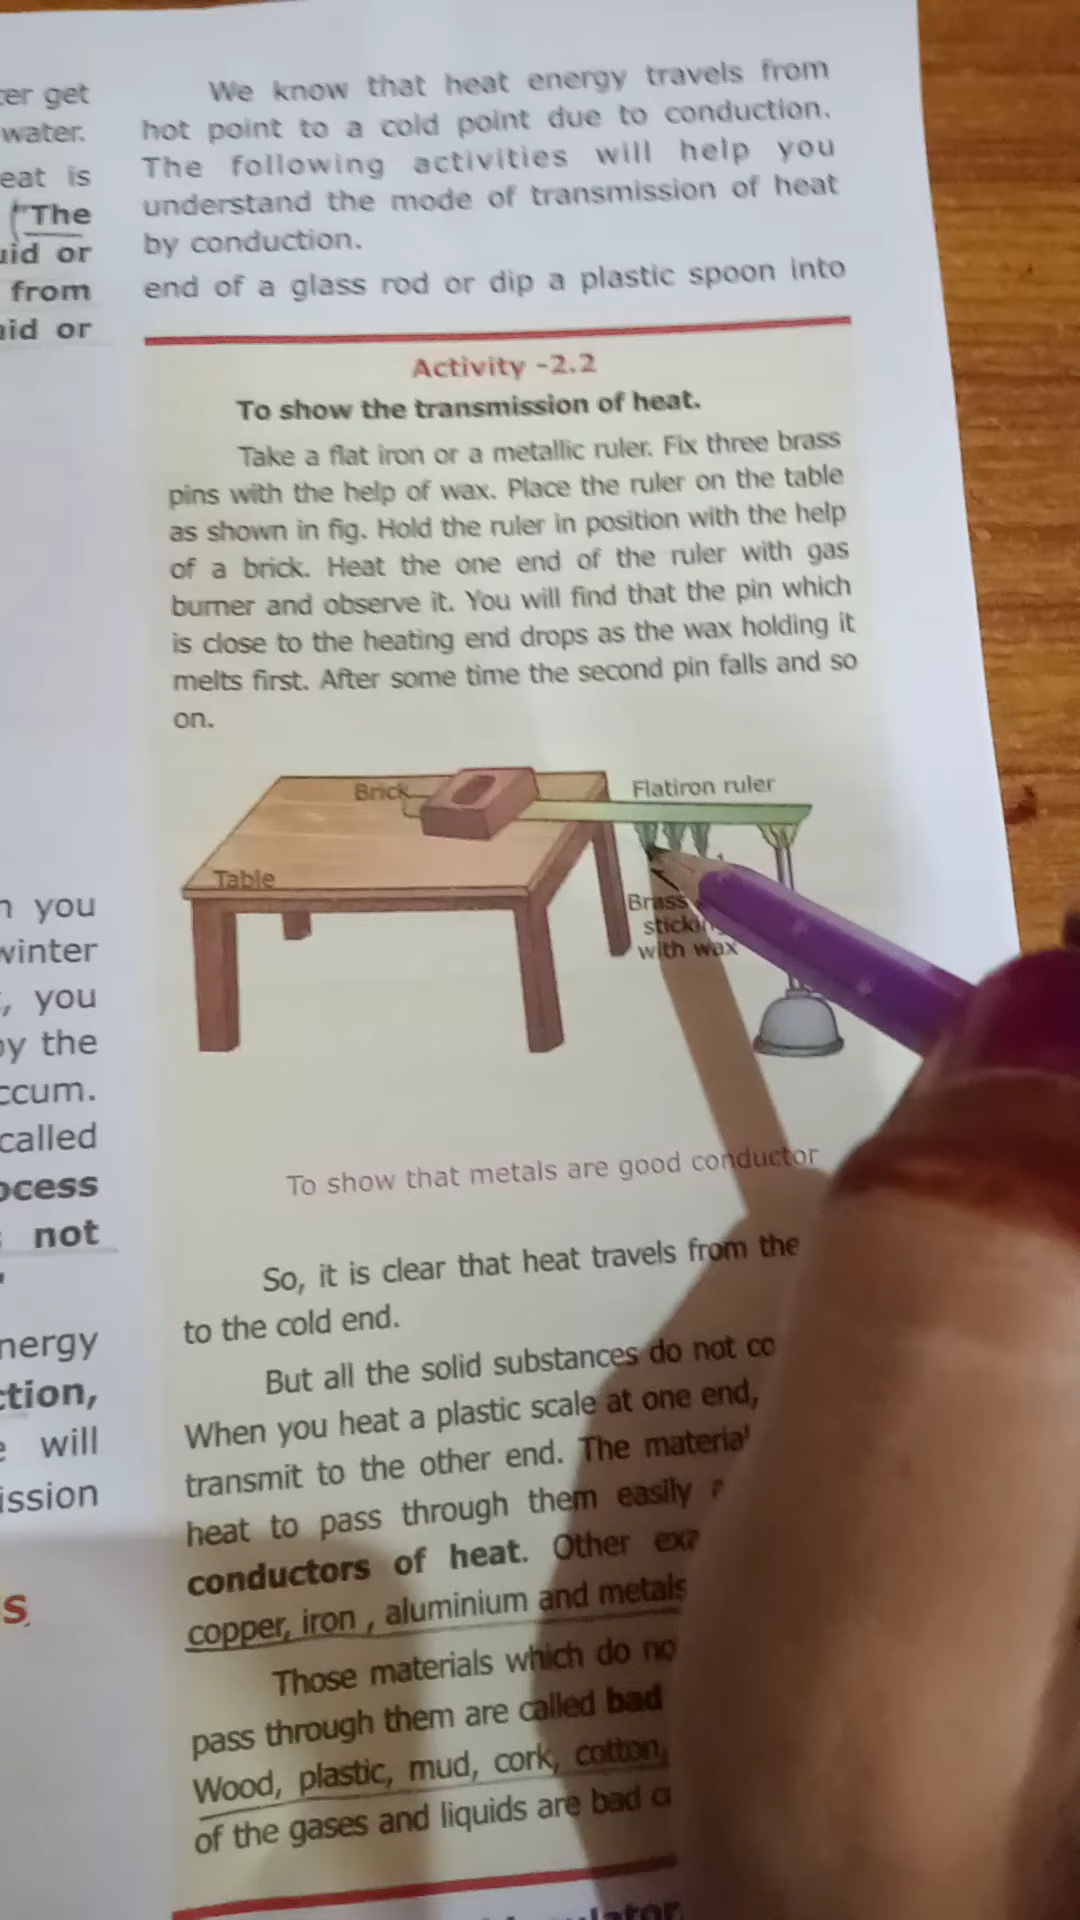 er get
water.
eat is
"The
uid or
from
uid or
n you
winter
, you
by the
ccum.
called
ocess
not
nergy
ction,
will
ission
s
We know that heat energy travels from
hot point to a cold point due to conduction.
The following activities will help you
understand the mode of transmission of heat
by conduction.
end of a glass rod or dip a plastic spoon into
Activity -2.2
To show the transmission of heat.
Take a flat iron or a metallic ruler. Fix three brass
pins with the help of wax. Place the ruler on the table
as shown in fig. Hold the ruler in position with the help
of a brick. Heat the one end of the ruler with gas
burner and observe it. You will find that the pin which
is close to the heating end drops as the wax holding it
melts first. After some time the second pin falls and so
on.
Brick
Flatiron ruler
Table
Brass
with wax
To show that metals are good conductor
So, it is clear that heat travels from the
to the cold end.
But all the solid substances do not co
When you heat a plastic scale at one end,
transmit to the other end. The material
heat to pass through them easily
conductors of heat. Other exa
copper, iron , aluminium and metals
Those materials which do no
pass through them are called bad
Wood, plastic, mud, cork, cotton,
of the gases and liquids are bad